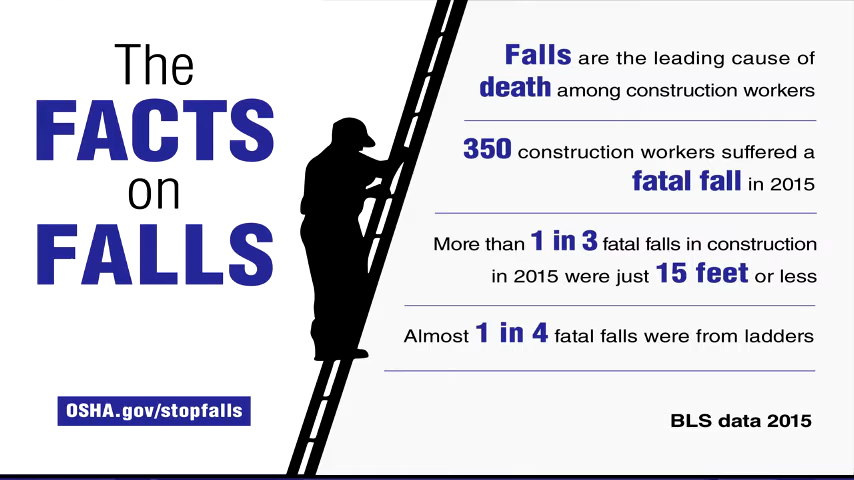 The
FACTS
on
FALLS
OSHA.gov/stopfalls
Falls are the leading cause of
death among construction workers
350 construction workers suffered a
fatal fall in 2015
More than 1 in 3 fatal falls in construction
in 2015 were just 15 feet or less
Almost 1 in 4 fatal falls were from ladders
BLS data 2015